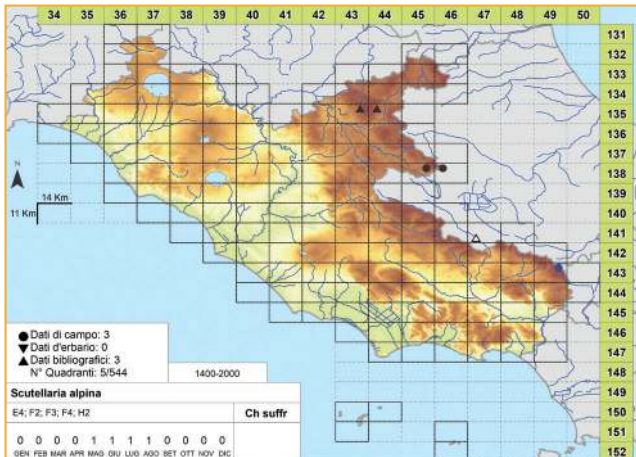 34 35 36 37 38 39 40 41 42 43 44 45 46 47 48 49 50
131
132
133
134
135
136
137
138
139
140
141
142
143
144
145
146
147
148
149
150
151
152
N
14 Km
11 Km
Dati di campo: 3
Dati d'erbario: 0
Dati bibliografici: 3
N° Quadranti: 5/544
1400-2000
Scutellaria alpina
E4; F2; F3; F4; H2
Ch suffr
0 0 0 0 1 1 1 1 0 0 0 0
GEN FEB MAR APR MAG GIU LUG AGO SET OTT NOV DIC